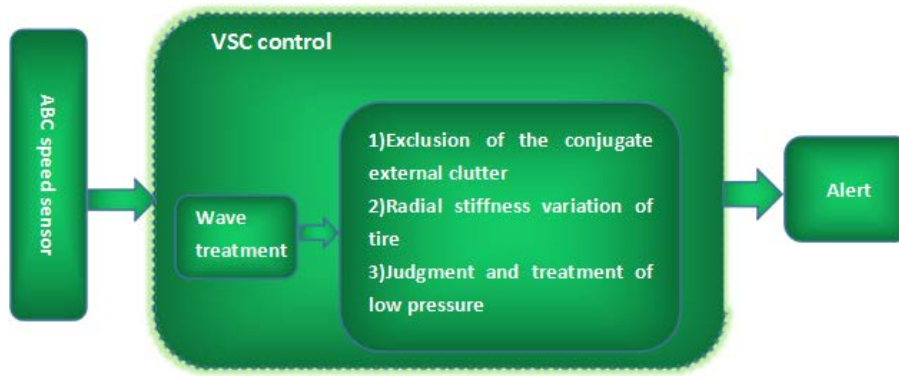 ABC speed sensor
VSC control
Wave
treatment
1)Exclusion of the conjugate
external clutter
2)Radial stiffness variation of
tire
3)Judgment and treatment of
low pressure
Alert